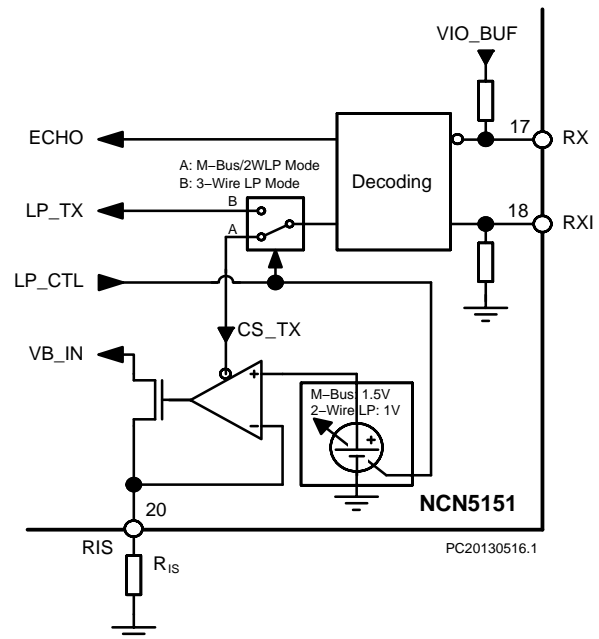 VIO_BUF
17
ECHO
RX
A: M–Bus/2WLP Mode
B: 3–Wire LP Mode
Decoding
LP_TX
B
18
RXI
A
LP_CTL
CS_TX
VB_IN
+
M–Bus: 1.5V
2–Wire LP: 1V
–
+
20
NCN5151
RIS
RIS
PC20130516.1